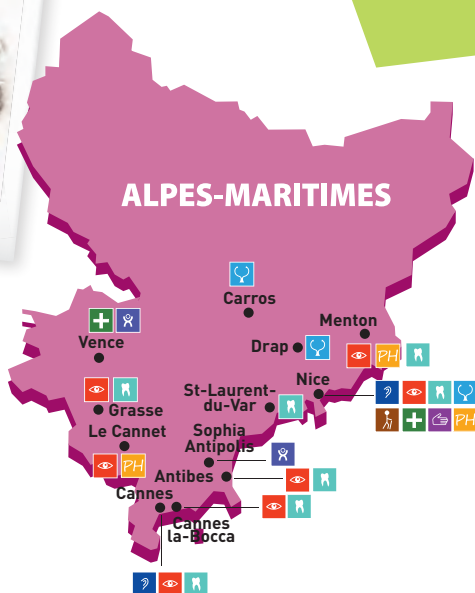 ALPES-MARITIMES
Carros
Menton
Vence
Drap
PH
Nice
St-Laurent-
du-Var
Grasse
Le Cannet
Sophia
Antipolis
PH
PH
Antibes
Cannes
Cannes
la-Bocca